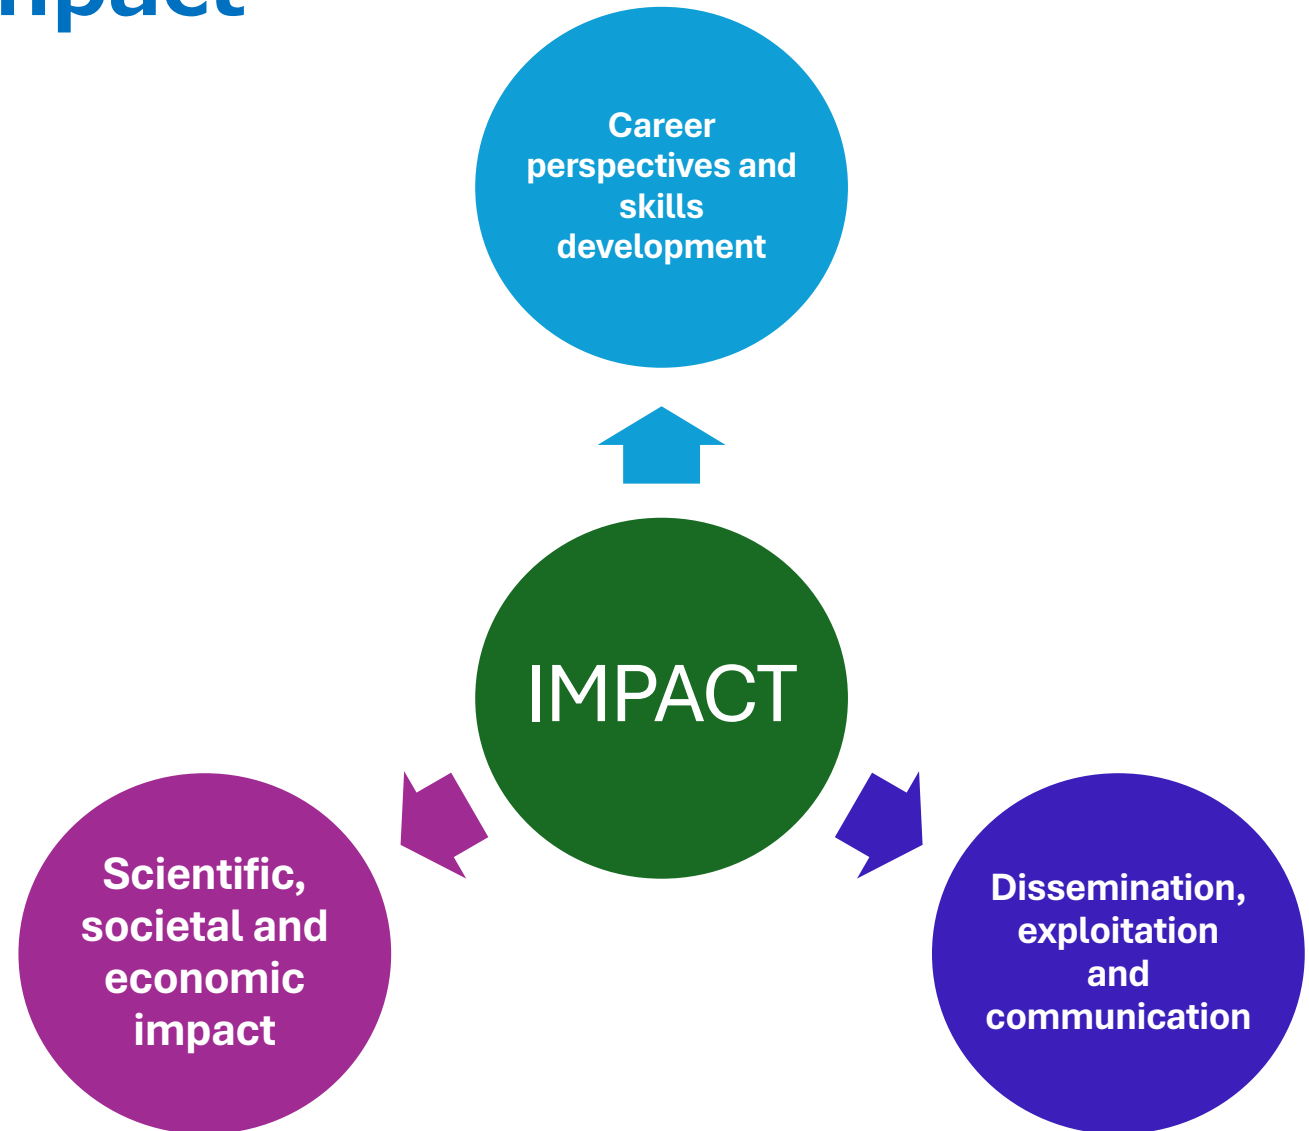 Career
perspectives and
skills
development
IMPACT
Scientific,
societal and
economic
impact
Dissemination,
exploitation
and
communication